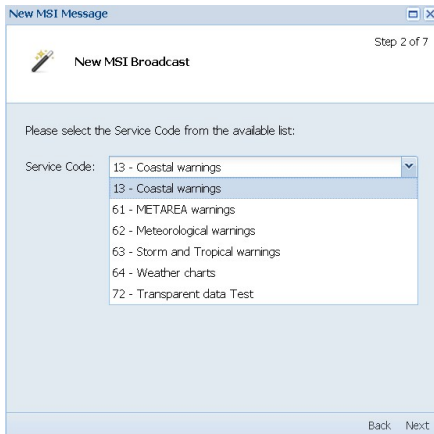 New MSI Message
Step 2 of 7
New MSI Broadcast
Please select the Service Code from the available list:
Service Code: 13 - Coastal warnings
13 - Coastal warnings
61 - METAREA warnings
62 - Meteorological warnings
63 - Storm and Tropical warnings
64 - Weather charts
72 - Transparent data Test
Back Next